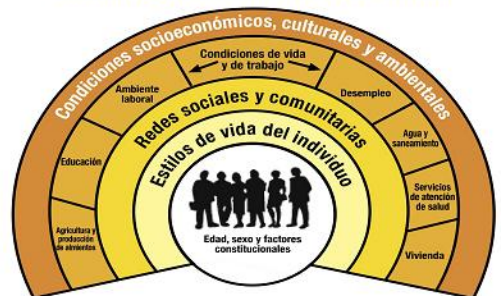 Condiciones socioeconómicos, culturales y ambientales
Condiciones de vida
y de trabajo
Ambiente
laboral
Desempleo
Educación
Agua y
saneamiento
Agricultura y
producción
de almientos
Servicios
de atención
de salud
Vivienda
Redes sociales y comunitarias
Estilos de vida del individuo
Edad, sexo y factores
constitucionales